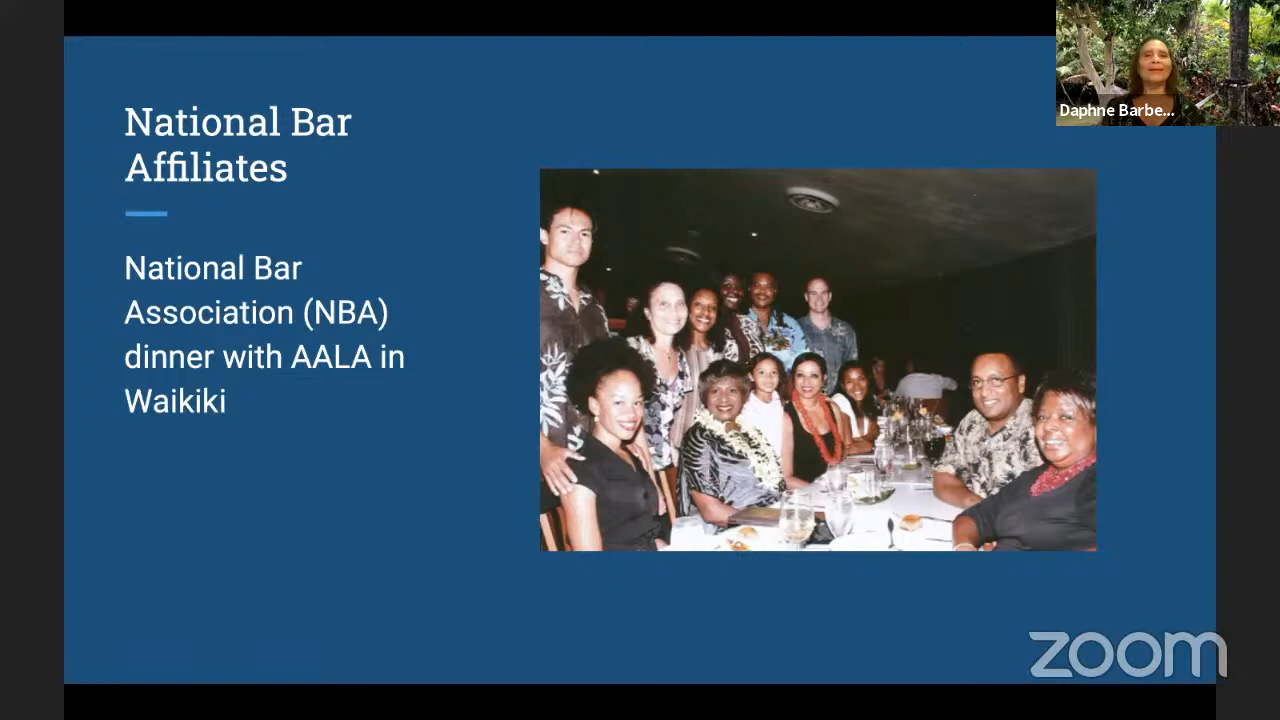 National Bar
Affiliates
National Bar
Association (NBA)
dinner with AALA in
Waikiki
Daphne Barbe...
zoom